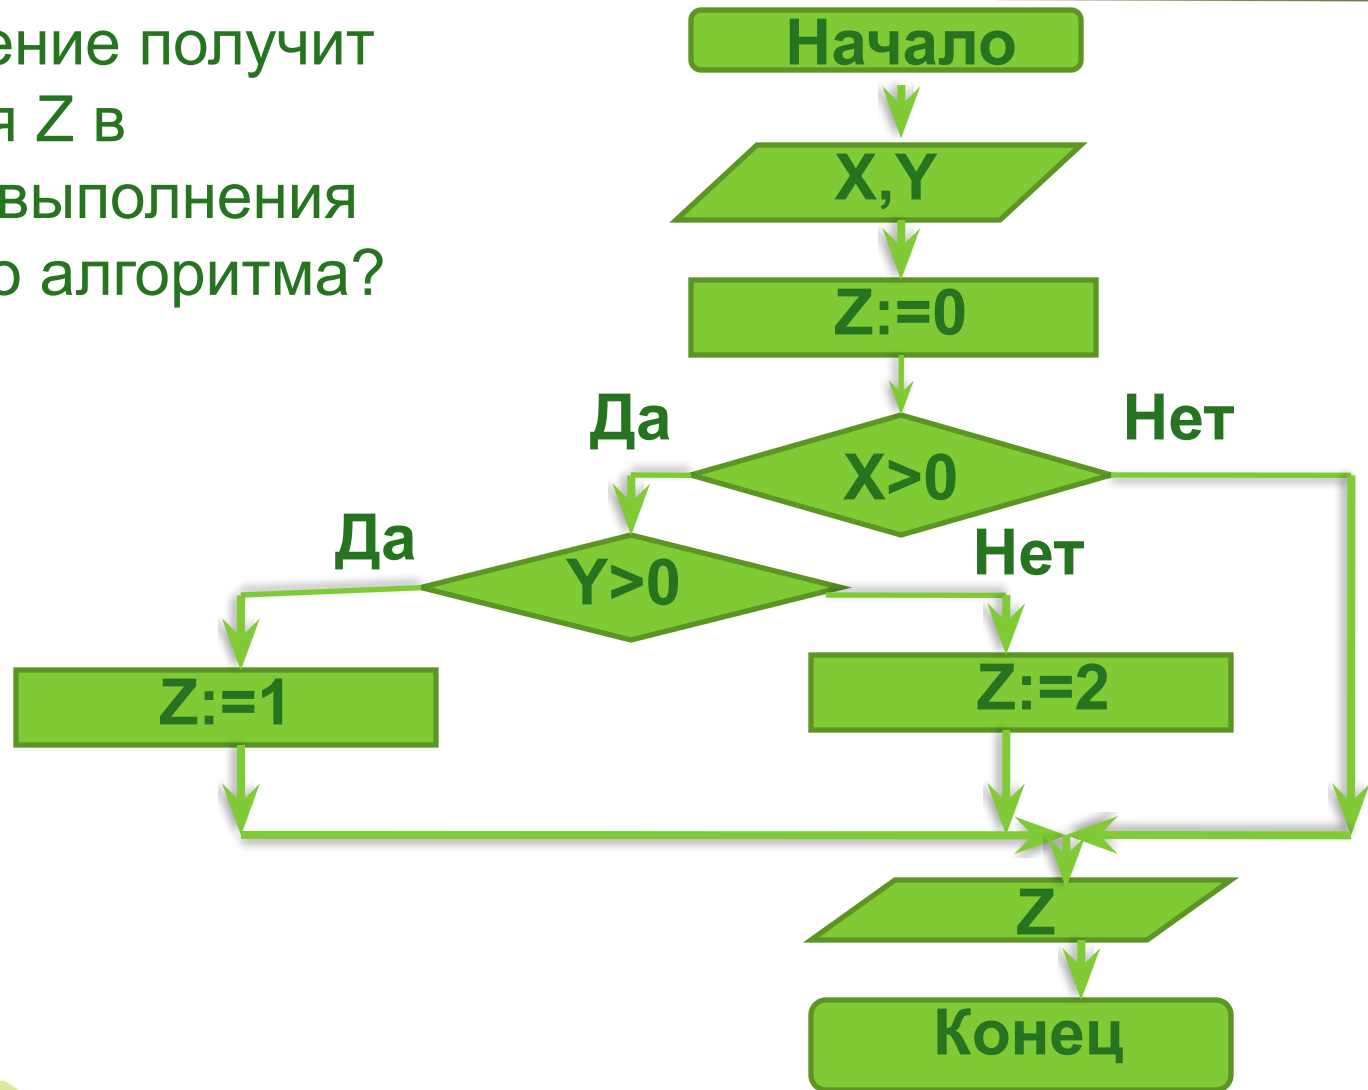 ение получит
я Z в
выполнения
о алгоритма?
Начало
X,Y
Z:=0
Да
Нет
X>0
Да
Нет
Y>0
Z:=1
Z:=2
Z
Конец